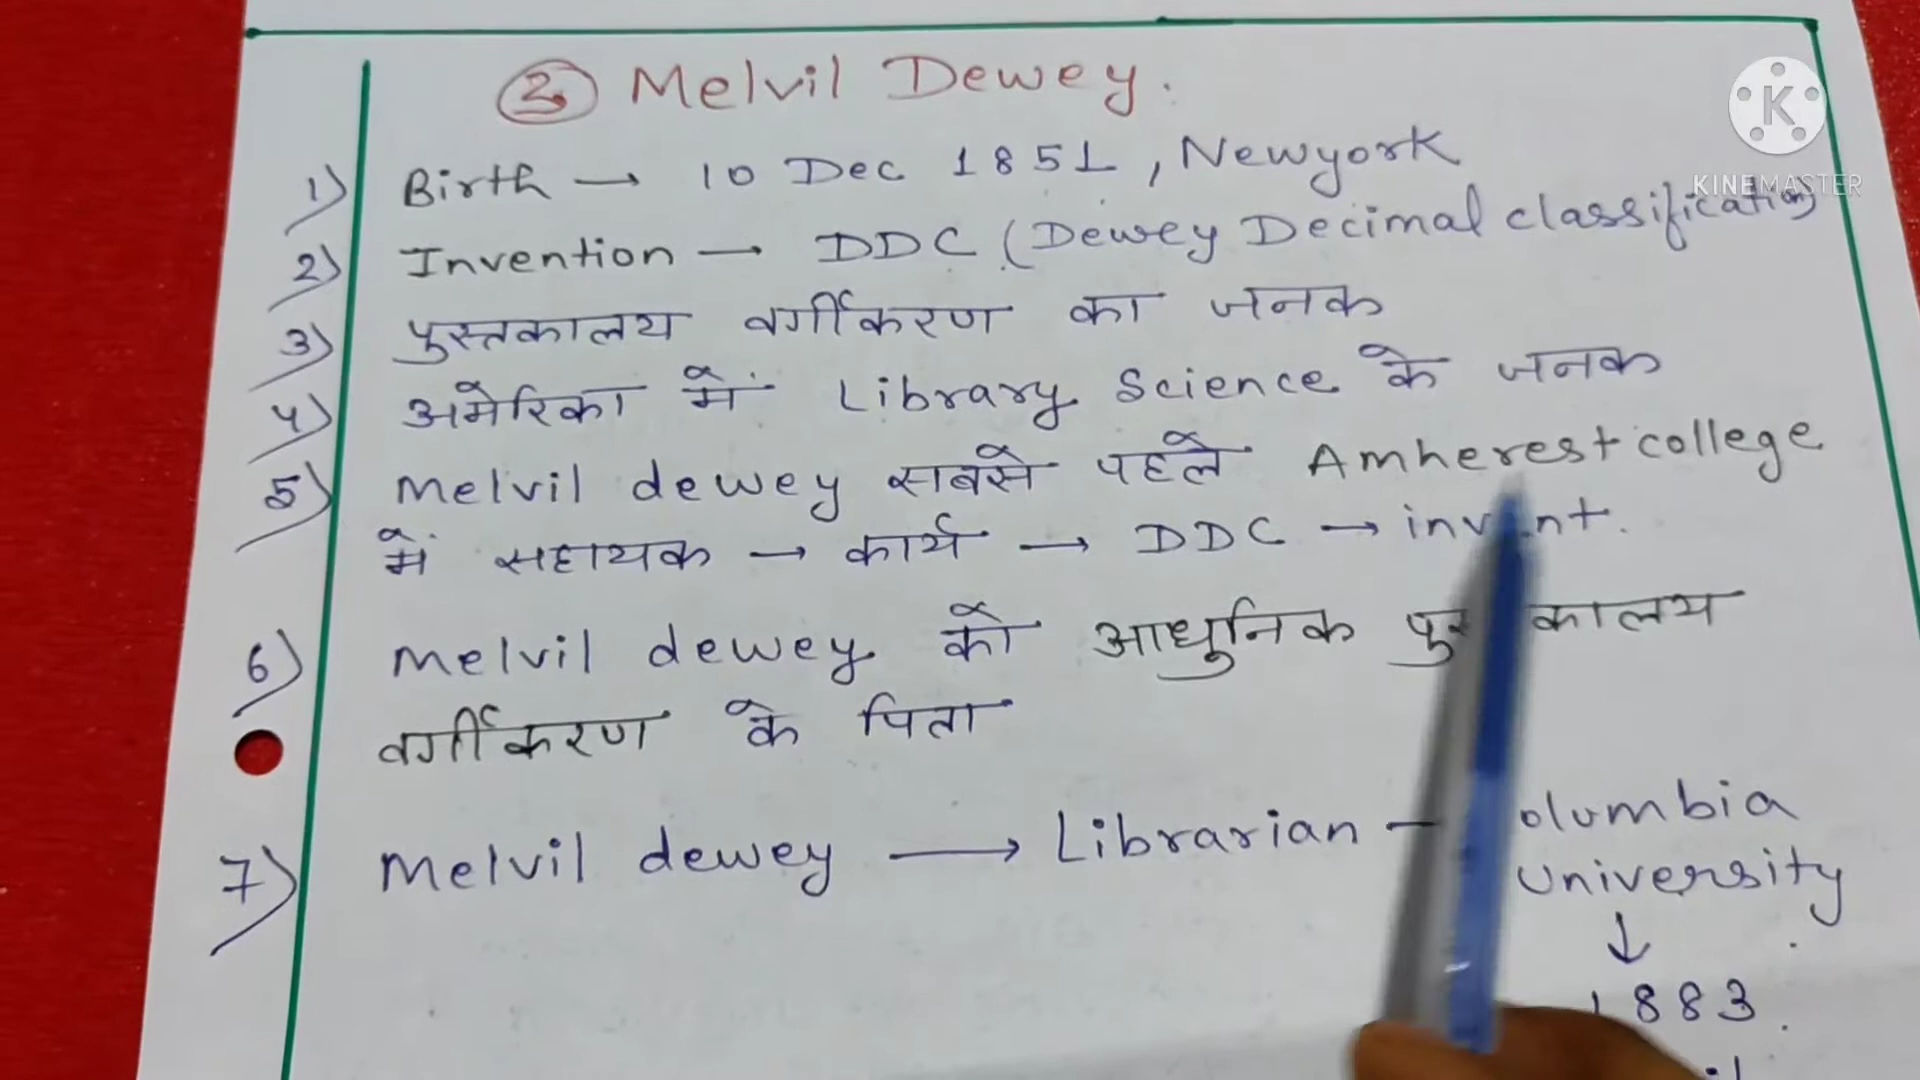 2 Melvil Dewey.
1) Birth → 10 Dec 1851, Newyork
KINEMASTER
2) Invention → DDC (Dewey Decimal classification)
3) पुस्तकालय वर्गीकरण का जनक
4) अमेरिका में Library Science के जनक
5) Melvil dewey सबसे पहले Amherest college
में सहायक → कार्य → DDC → invent.
6) Melvil dewey को आधुनिक पुस्तकालय
वर्गीकरण के पिता
7) Melvil dewey → Librarian - olumbia
University
↓
1883.